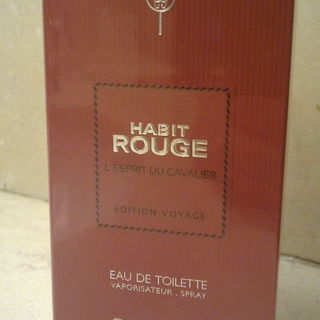 HABIT
ROUGE
L'ESPRIT DU CAVALIER
EDITION VOYAGE
EAU DE TOILETTE
VAPORISATEUR . SPRAY